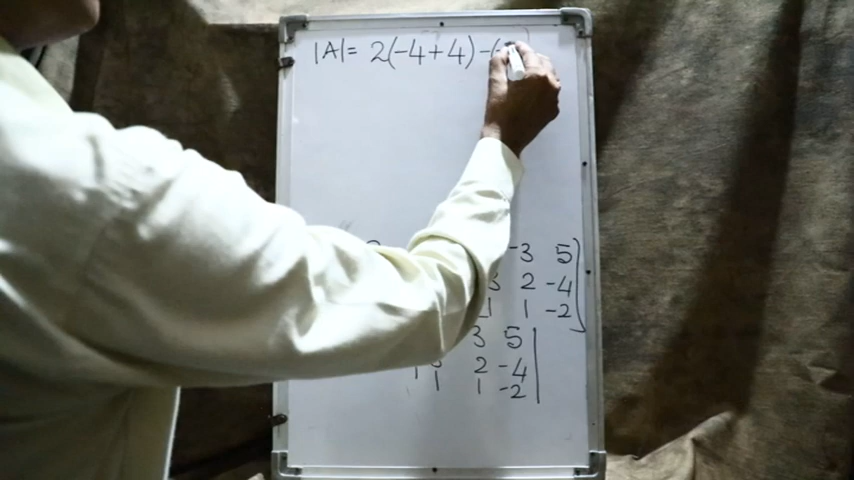 |A|= 2(-4+4)-(-
-3 5
3 2 -4
1 1 -2
3 5
2 -4
1 1 -2